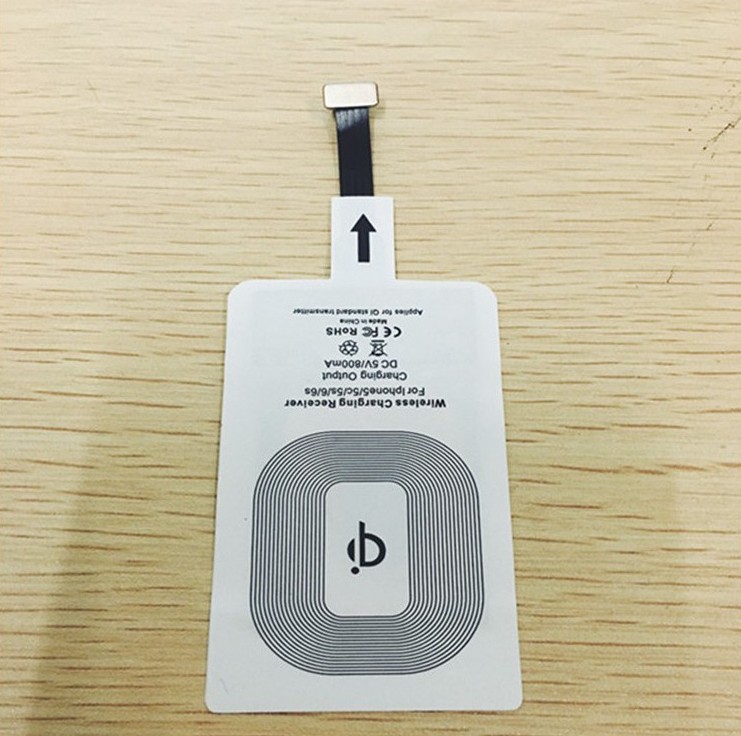 Wireless Charging Receiver
For Iphone5/5c/5s/6/6s
Charging Output
DC 5V/800mA
CE FC RoHS
Made in China
Applies for QI standard transmitter
qi